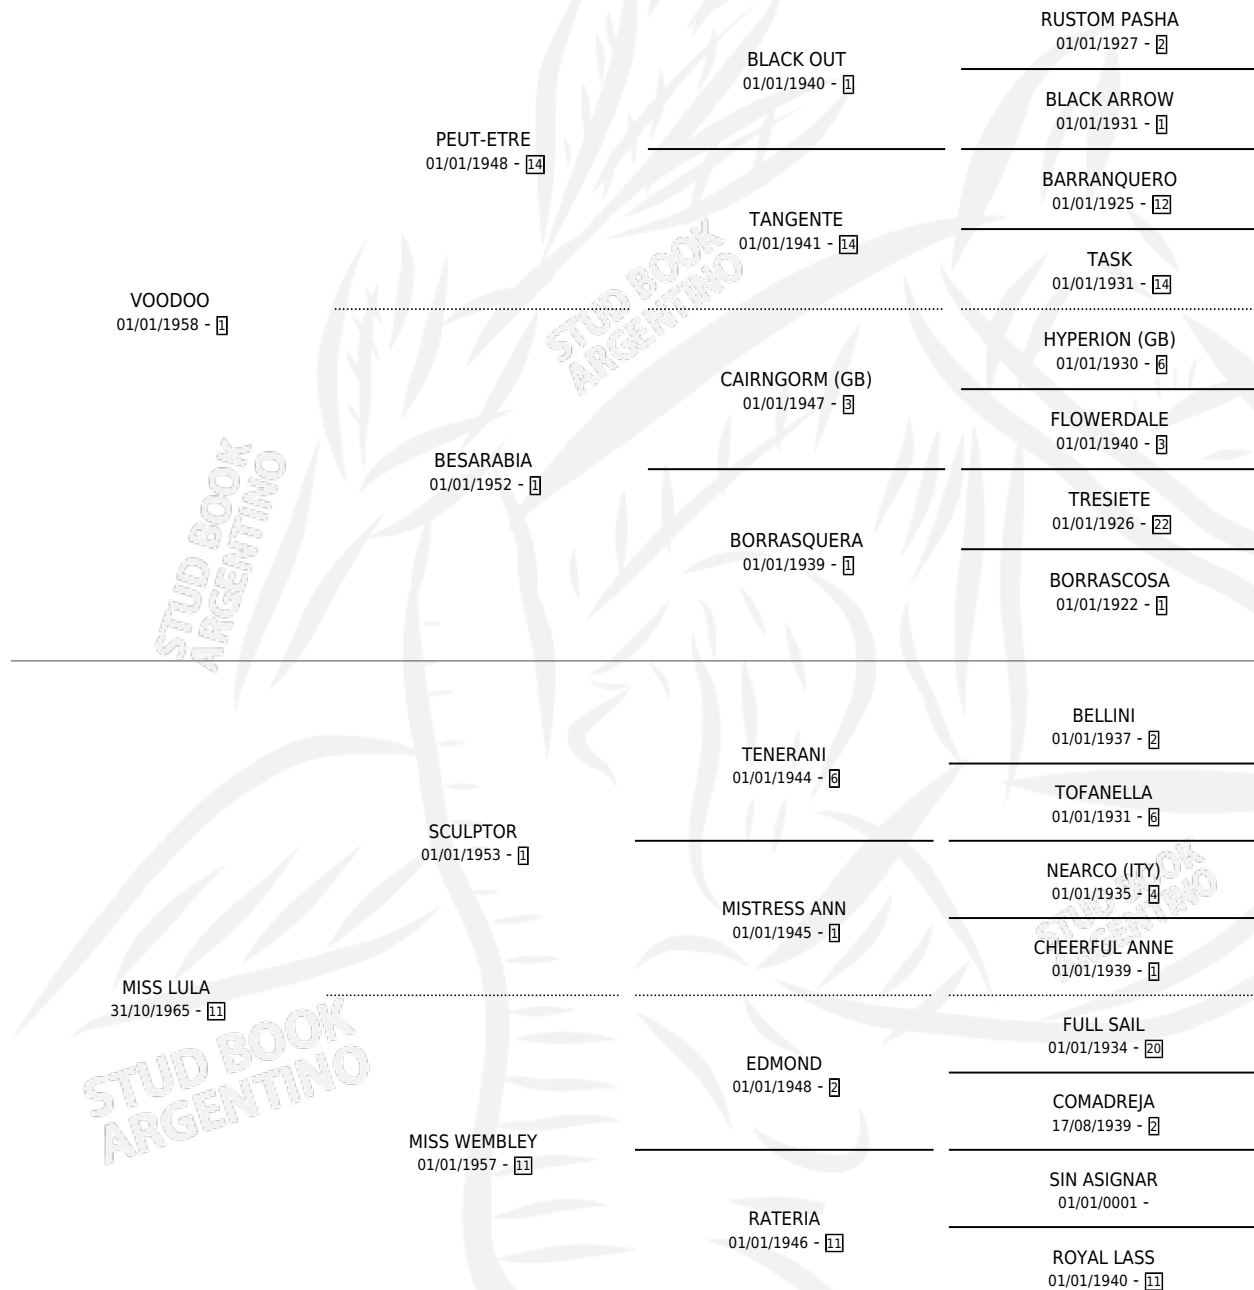 RUSTOM PASHA
01/01/1927 - 2
BLACK OUT
01/01/1940 - 1
BLACK ARROW
01/01/1931 - 1
PEUT-ETRE
01/01/1948 - 14
BARRANQUERO
01/01/1925 - 12
TANGENTE
01/01/1941 - 14
TASK
01/01/1931 - 14
VOODOO
01/01/1958 - 1
HYPERION (GB)
01/01/1930 - 6
CAIRNGORM (GB)
01/01/1947 - 3
FLOWERDALE
01/01/1940 - 3
BESARABIA
01/01/1952 - 1
TRESIETE
01/01/1926 - 22
BORRASQUERA
01/01/1939 - 1
BORRASCOSA
01/01/1922 - 1
BELLINI
01/01/1937 - 2
TENERANI
01/01/1944 - 6
TOFANELLA
01/01/1931 - 6
SCULPTOR
01/01/1953 - 1
NEARCO (ITY)
01/01/1935 - 4
MISTRESS ANN
01/01/1945 - 1
CHEERFUL ANNE
01/01/1939 - 1
MISS LULA
31/10/1965 - 11
FULL SAIL
01/01/1934 - 20
EDMOND
01/01/1948 - 2
COMADREJA
17/08/1939 - 2
MISS WEMBLEY
01/01/1957 - 11
SIN ASIGNAR
01/01/0001 -
RATERIA
01/01/1946 - 11
ROYAL LASS
01/01/1940 - 11
STUD BOOK
ARGENTINO
STUD BOOK
ARGENTINO
STUD BOOK
ARGENTINO
STUD BOOK
ARGENTINO